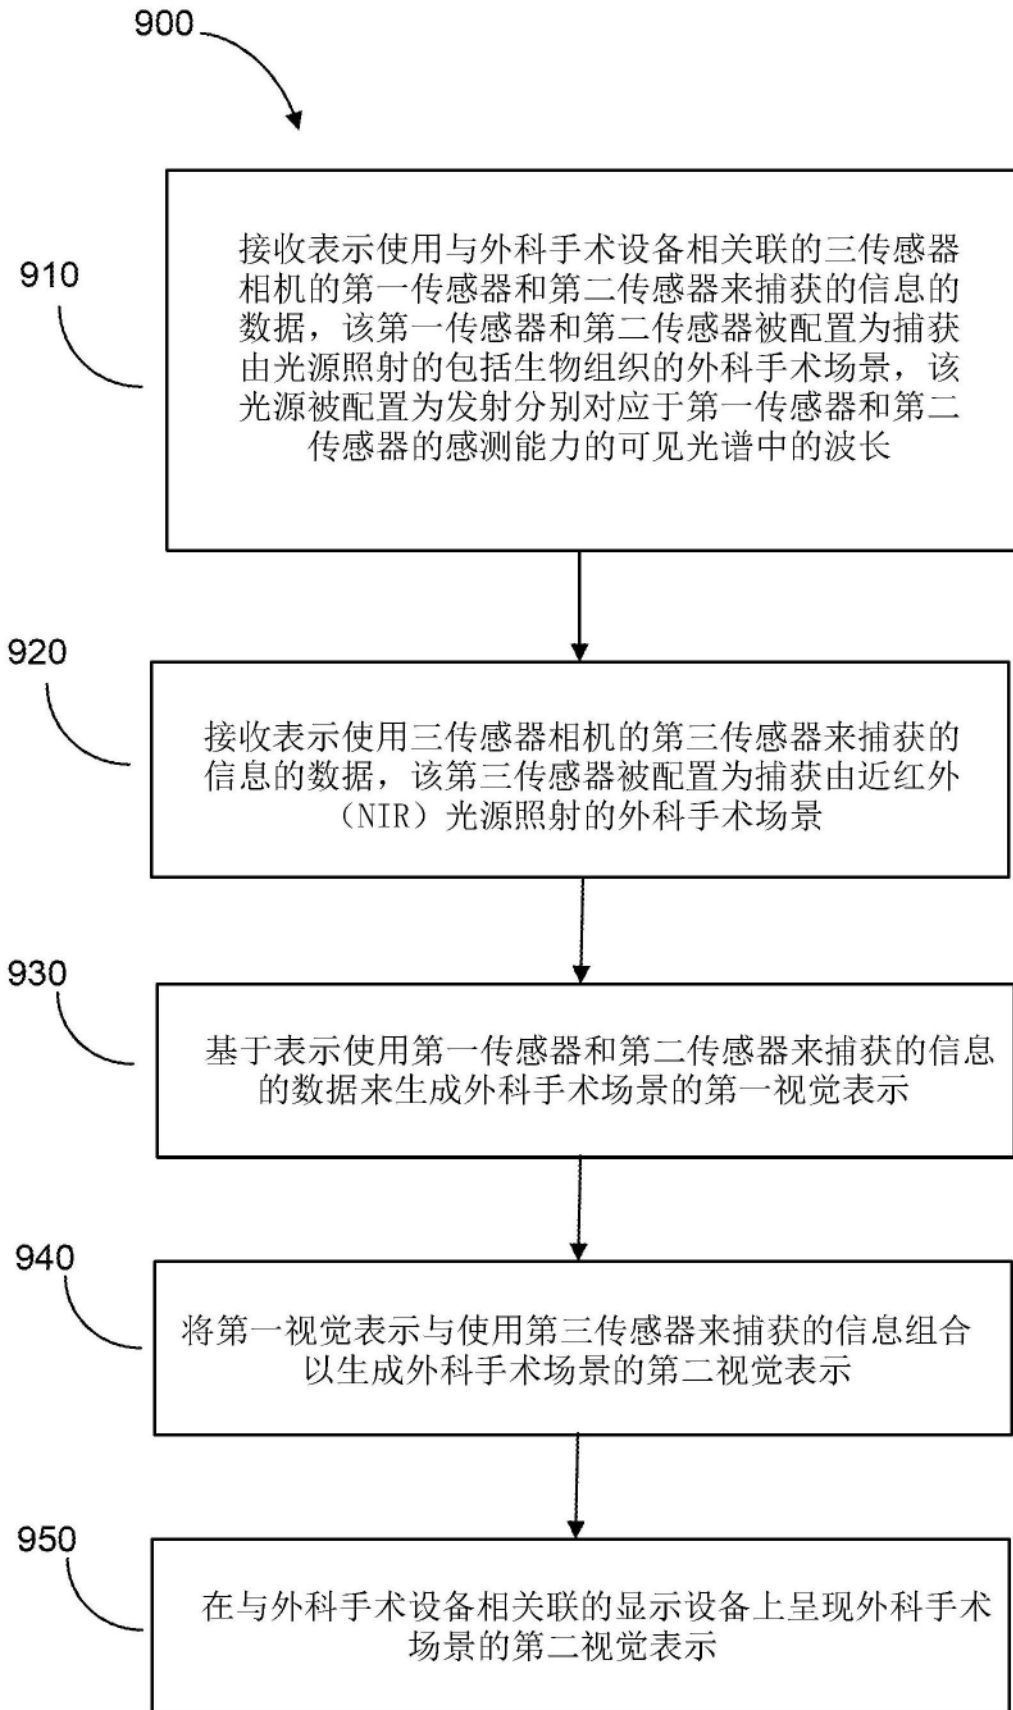 900
910
接收表示使用与外科手术设备相关联的三传感器
相机的第一传感器和第二传感器来捕获的信息的
数据，该第一传感器和第二传感器被配置为捕获
由光源照射的包括生物组织的外科手术场景，该
光源被配置为发射分别对应于第一传感器和第二
传感器的感测能力的可见光谱中的波长
920
接收表示使用三传感器相机的第三传感器来捕获的
信息的数据，该第三传感器被配置为捕获由近红外
（NIR）光源照射的外科手术场景
930
基于表示使用第一传感器和第二传感器来捕获的信息
的数据来生成外科手术场景的第一视觉表示
940
将第一视觉表示与使用第三传感器来捕获的信息组合
以生成外科手术场景的第二视觉表示
950
在与外科手术设备相关联的显示设备上呈现外科手术
场景的第二视觉表示